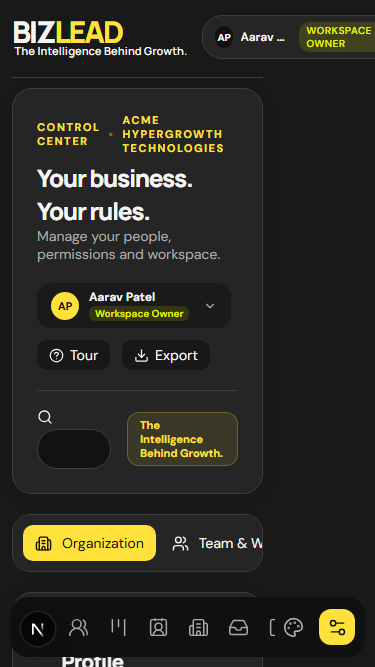 BIZLEAD
The Intelligence Behind Growth.
AP Aarav ... WORKSPACE
OWNER
CONTROL
CENTER
•
ACME
HYPERGROWTH
TECHNOLOGIES
Your business.
Your rules.
Manage your people,
permissions and workspace.
AP
Aarav Patel
Workspace Owner
Tour
Export
The
Intelligence
Behind Growth.
Organization
Team & W
N
Profile